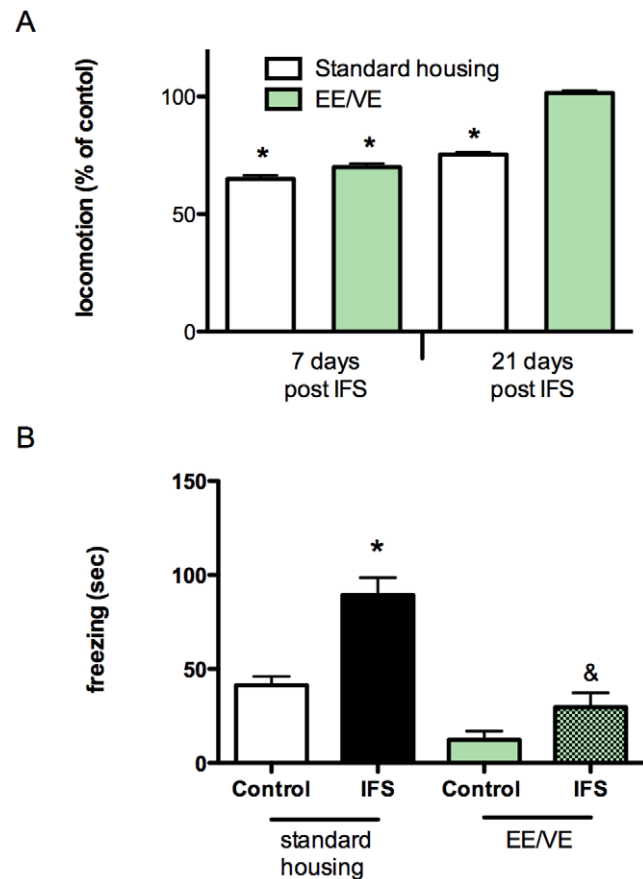 A
locomotion (% of contol)
Standard housing
EE/VE
100
50
0
*
*
*
7 days
post IFS
21 days
post IFS
B
freezing (sec)
150
100
50
0
*
&
Control
IFS
Control
IFS
standard
housing
EE/VE